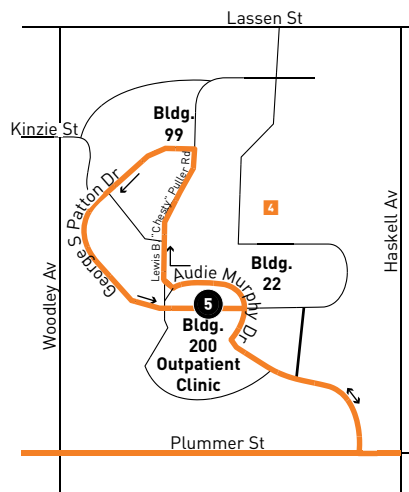 Lassen St
Bldg.
99
Kinzie St
George S Patton Dr
Lewis B. "Chesty" Puller Rd
4
Haskell Av
Woodley Av
Audie Murphy Dr
Bldg.
22
5
Bldg.
200
Outpatient
Clinic
Plummer St